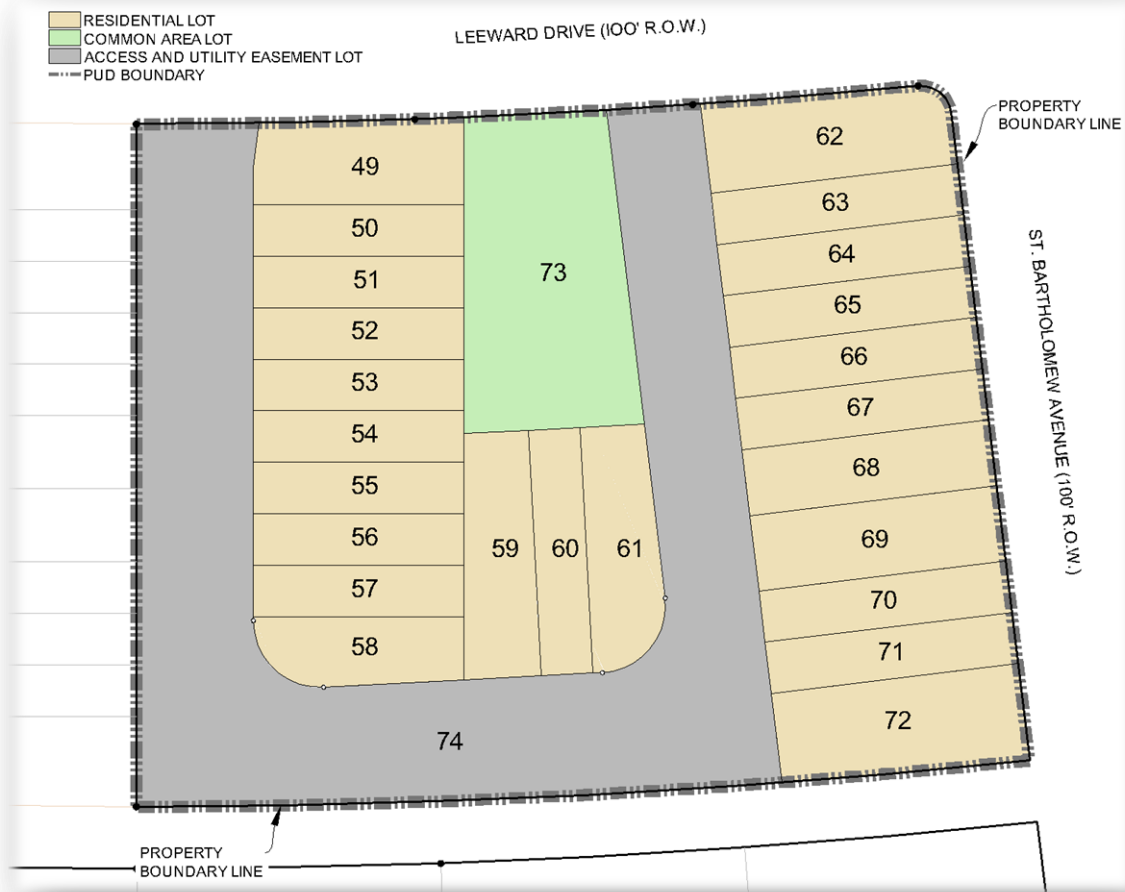 RESIDENTIAL LOT
COMMON AREA LOT
ACCESS AND UTILITY EASEMENT LOT
PUD BOUNDARY
LEEWARD DRIVE (IOO' R.O.W.)
PROPERTY
BOUNDARY LINE
ST. BARTHOLOMEW AVENUE (100' R.O.W.)
49
50
51
52
53
54
55
56
57
58
73
59
60
61
62
63
64
65
66
67
68
69
70
71
72
74
PROPERTY
BOUNDARY LINE